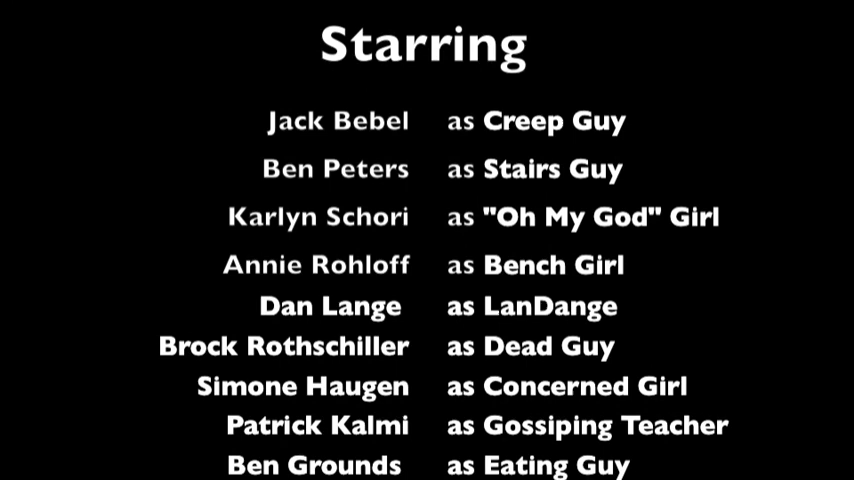 Starring
Jack Bebel as Creep Guy
Ben Peters as Stairs Guy
Karlyn Schori as "Oh My God" Girl
Annie Rohloff as Bench Girl
Dan Lange as LanDange
Brock Rothschiller as Dead Guy
Simone Haugen as Concerned Girl
Patrick Kalmi as Gossiping Teacher
Ben Grounds as Eating Guy